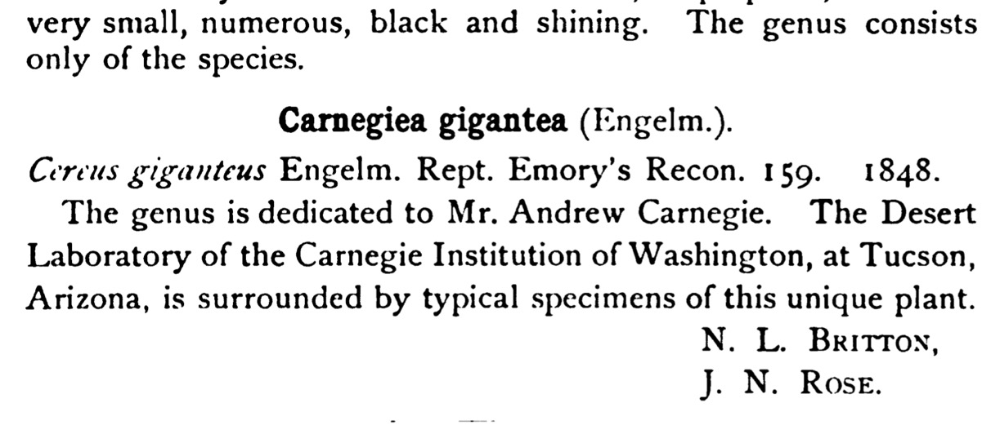 very small, numerous, black and shining. The genus consists
only of the species.
Carnegiea gigantea (Engelm.).
Cereus giganteus Engelm. Rept. Emory's Recon. 159. 1848.
The genus is dedicated to Mr. Andrew Carnegie. The Desert
Laboratory of the Carnegie Institution of Washington, at Tucson,
Arizona, is surrounded by typical specimens of this unique plant.
N. L. BRITTON,
J. N. ROSE.